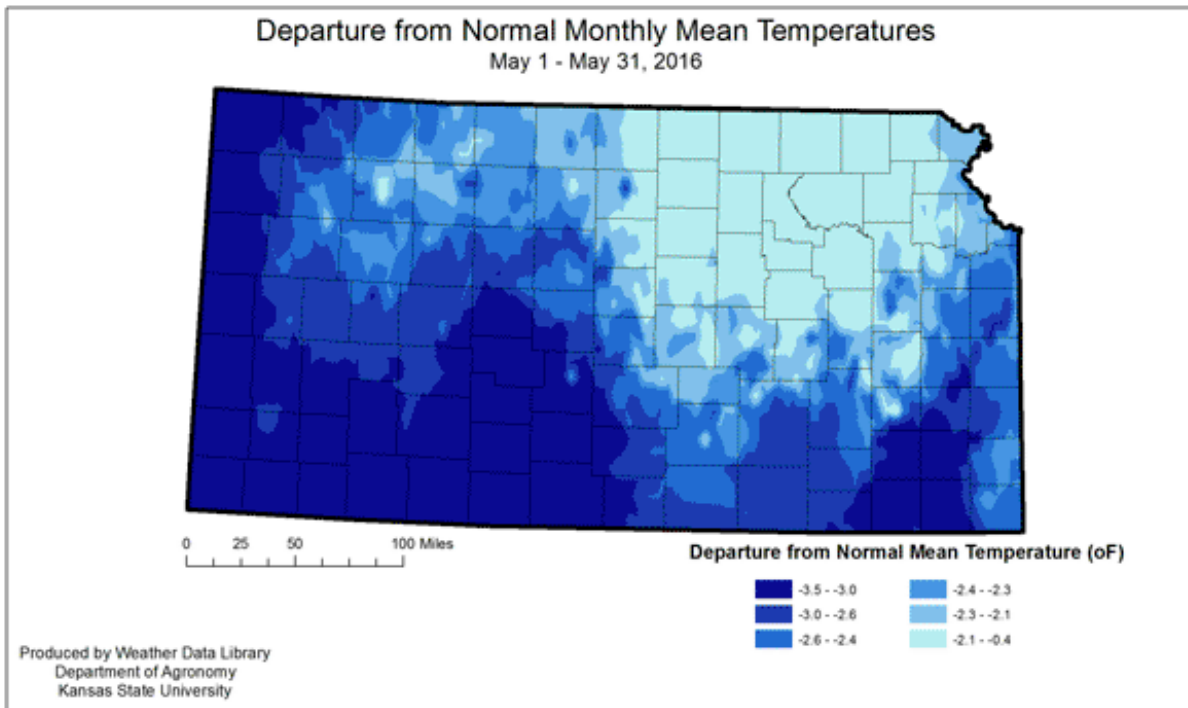 Departure from Normal Monthly Mean Temperatures
May 1 - May 31, 2016
0 25 50 100 Miles
Departure from Normal Mean Temperature (oF)
-3.5 - -3.0
-3.0 - -2.6
-2.6 - -2.4
-2.4 - -2.3
-2.3 - -2.1
-2.1 - -0.4
Produced by Weather Data Library
Department of Agronomy
Kansas State University